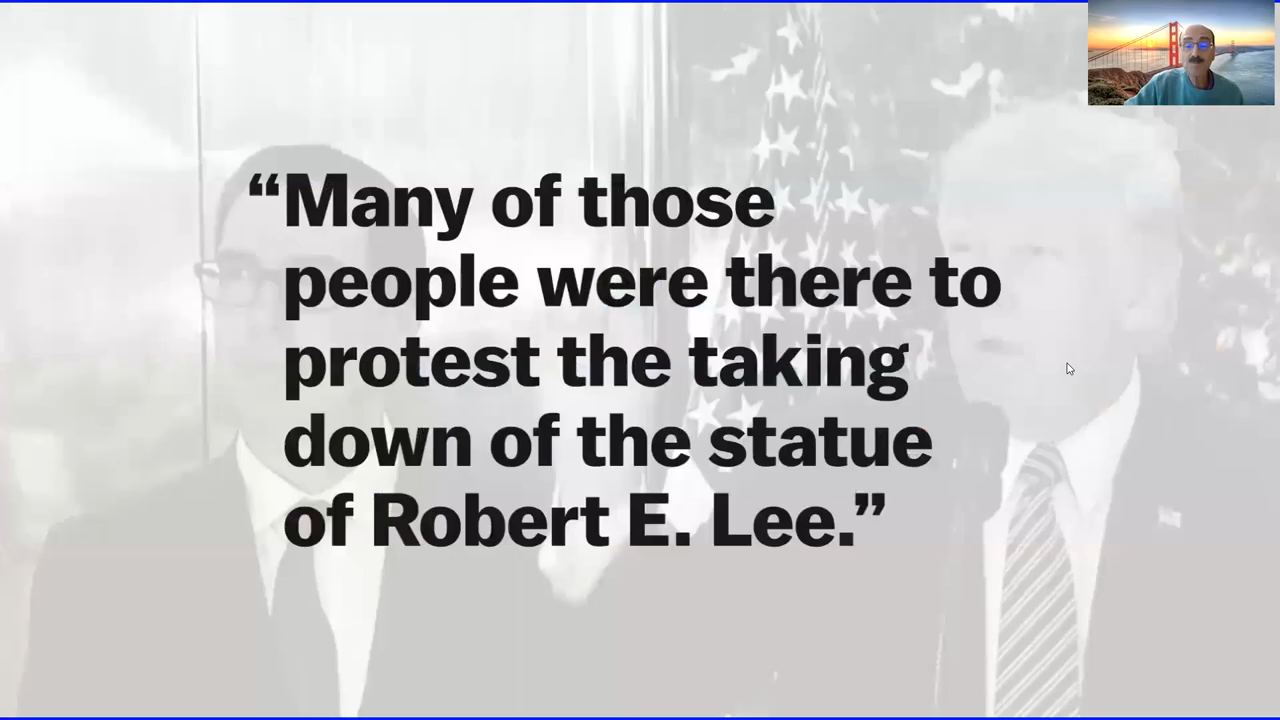 “Many of those
people were there to
protest the taking
down of the statue
of Robert E. Lee.”